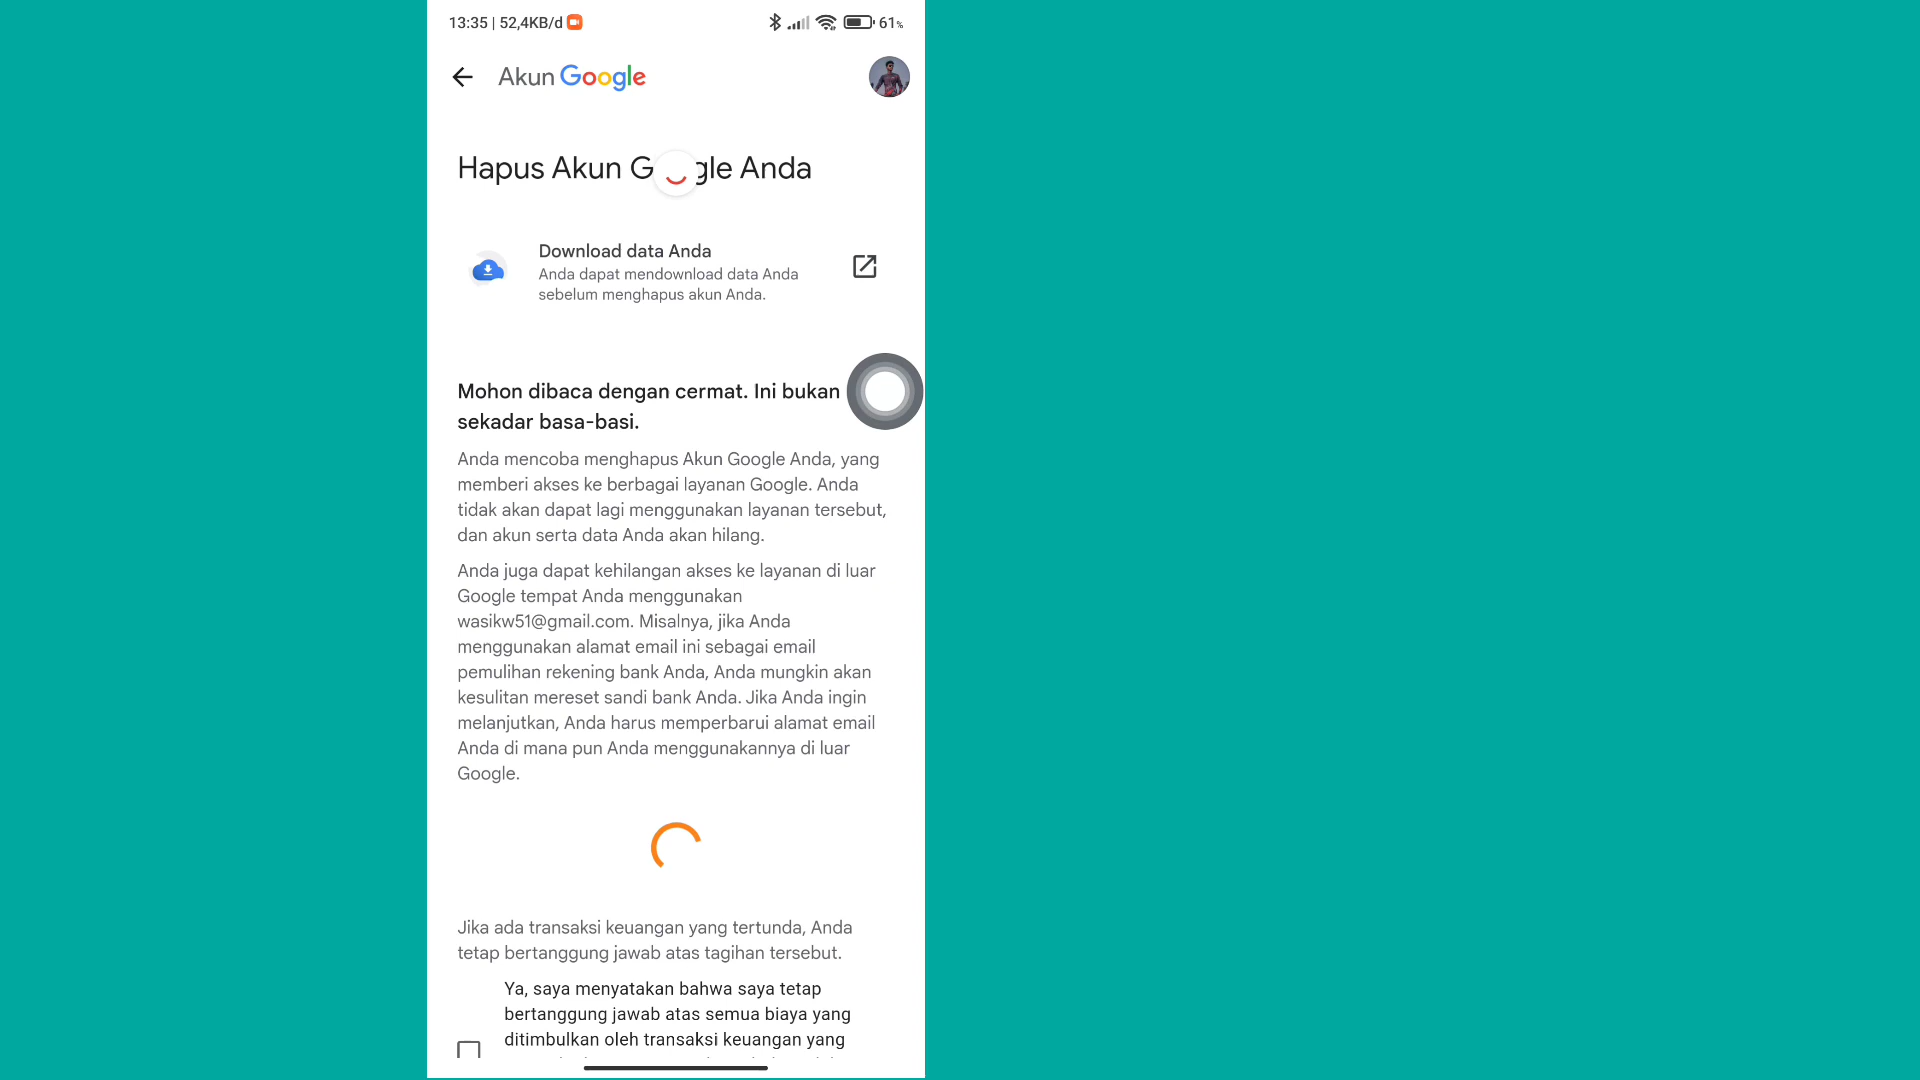 13:35 | 52,4KB/d
61%
Akun Google
Hapus Akun G gle Anda
Download data Anda
Anda dapat mendownload data Anda
sebelum menghapus akun Anda.
Mohon dibaca dengan cermat. Ini bukan
sekadar basa-basi.
Anda mencoba menghapus Akun Google Anda, yang
memberi akses ke berbagai layanan Google. Anda
tidak akan dapat lagi menggunakan layanan tersebut,
dan akun serta data Anda akan hilang.
Anda juga dapat kehilangan akses ke layanan di luar
Google tempat Anda menggunakan
wasikw51@gmail.com. Misalnya, jika Anda
menggunakan alamat email ini sebagai email
pemulihan rekening bank Anda, Anda mungkin akan
kesulitan mereset sandi bank Anda. Jika Anda ingin
melanjutkan, Anda harus memperbarui alamat email
Anda di mana pun Anda menggunakannya di luar
Google.
Jika ada transaksi keuangan yang tertunda, Anda
tetap bertanggung jawab atas tagihan tersebut.
Ya, saya menyatakan bahwa saya tetap
bertanggung jawab atas semua biaya yang
ditimbulkan oleh transaksi keuangan yang